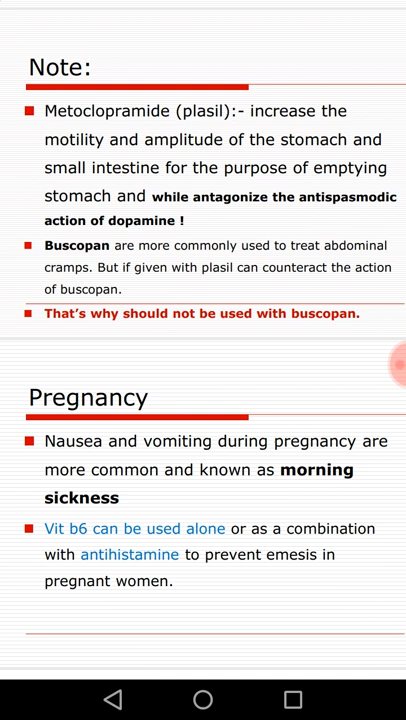 Note:
Metoclopramide (plasil):- increase the
motility and amplitude of the stomach and
small intestine for the purpose of emptying
stomach and while antagonize the antispasmodic
action of dopamine !
Buscopan are more commonly used to treat abdominal
cramps. But if given with plasil can counteract the action
of buscopan.
That's why should not be used with buscopan.
Pregnancy
Nausea and vomiting during pregnancy are
more common and known as morning
sickness
Vit b6 can be used alone or as a combination
with antihistamine to prevent emesis in
pregnant women.